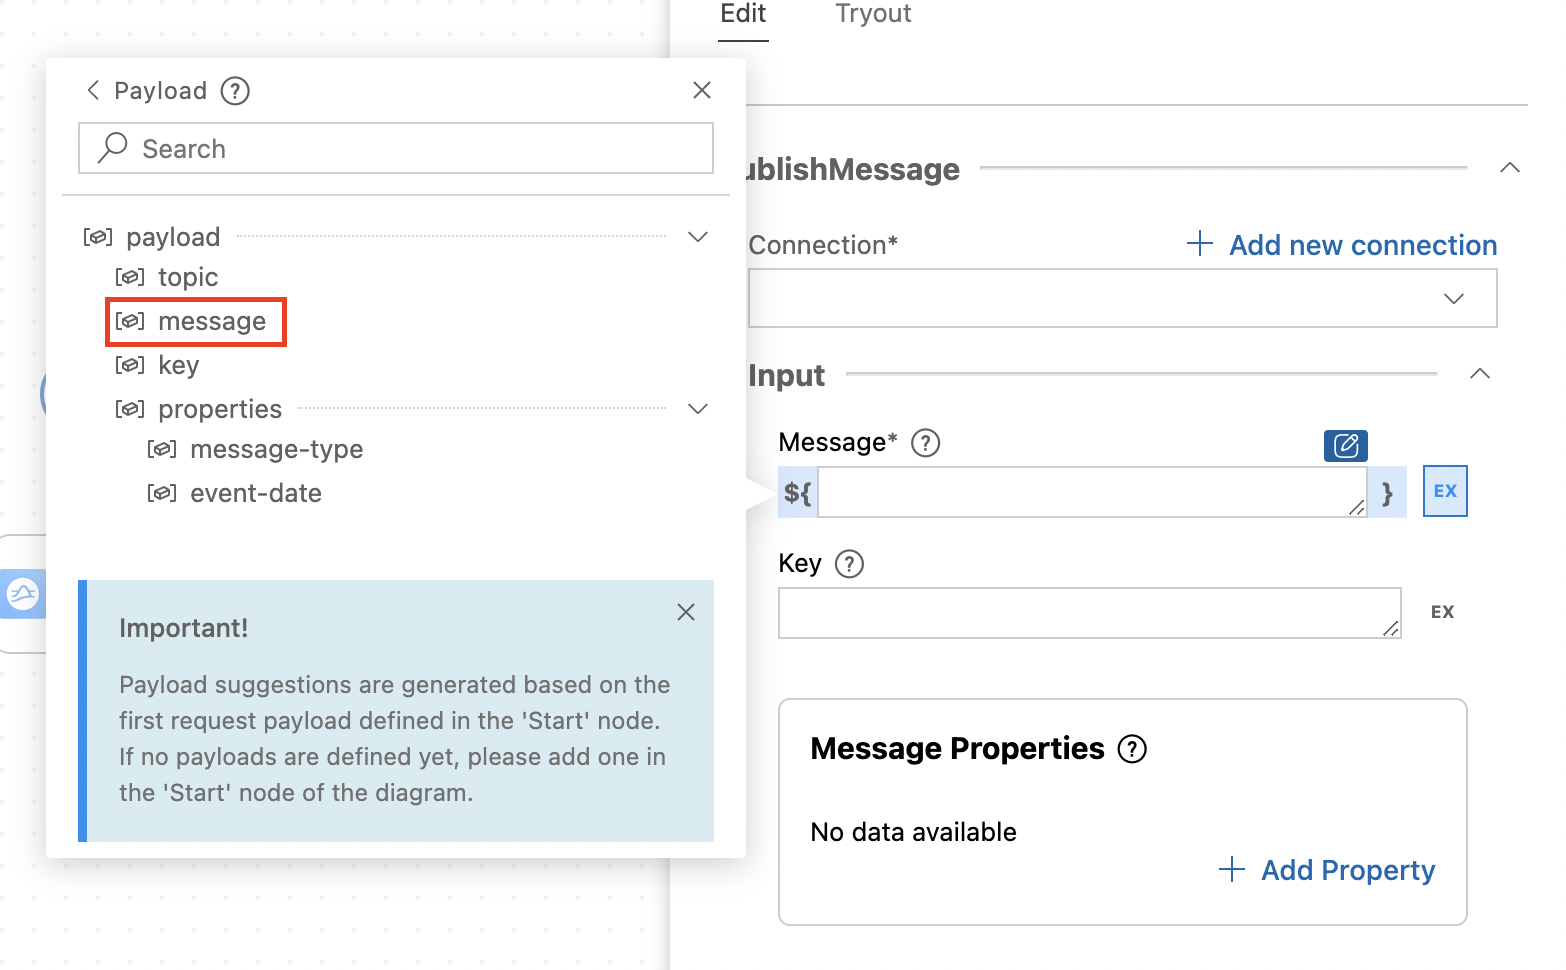 Edit
Tryout
Payload ?
Search
payload
topic
message
key
properties
message-type
event-date
Important!
Payload suggestions are generated based on the
first request payload defined in the 'Start' node.
If no payloads are defined yet, please add one in
the 'Start' node of the diagram.
ublishMessage
Connection*
+ Add new connection
Input
Message* ?
${
}
EX
Key ?
EX
Message Properties ?
No data available
+ Add Property